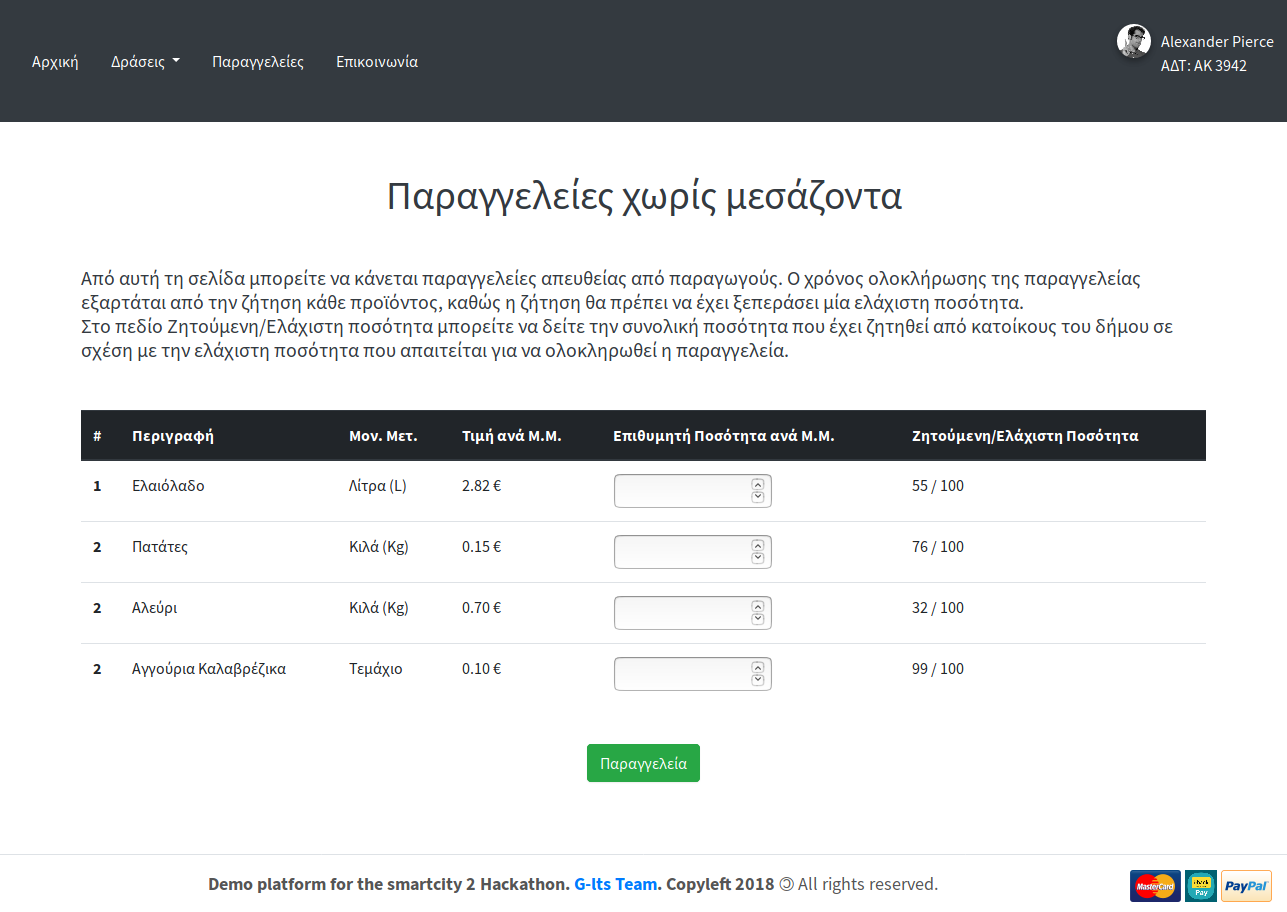 Αρχική Δράσεις Παραγγελείες Επικοινωνία
Alexander Pierce
ΑΔΤ: ΑΚ 3942
Παραγγελείες χωρίς μεσάζοντα
Από αυτή τη σελίδα μπορείτε να κάνεται παραγγελείες απευθείας από παραγωγούς. Ο χρόνος ολοκλήρωσης της παραγγελείας
εξαρτάται από την ζήτηση κάθε προϊόντος, καθώς η ζήτηση θα πρέπει να έχει ξεπεράσει μία ελάχιστη ποσότητα.
Στο πεδίο Ζητούμενη/Ελάχιστη ποσότητα μπορείτε να δείτε την συνολική ποσότητα που έχει ζητηθεί από κατοίκους του δήμου σε
σχέση με την ελάχιστη ποσότητα που απαιτείται για να ολοκληρωθεί η παραγγελεία.
# Περιγραφή Μον. Μετ. Τιμή ανά Μ.Μ. Επιθυμητή Ποσότητα ανά Μ.Μ. Ζητούμενη/Ελάχιστη Ποσότητα
1 Ελαιόλαδο Λίτρα (L) 2.82 € 55 / 100
2 Πατάτες Κιλά (Kg) 0.15 € 76 / 100
2 Αλεύρι Κιλά (Kg) 0.70 € 32 / 100
2 Αγγούρια Καλαβρέζικα Τεμάχιο 0.10 € 99 / 100
Παραγγελεία
Demo platform for the smartcity 2 Hackathon. G-lts Team. Copyleft 2018 🄯 All rights reserved.
MasterCard check Pay PayPal